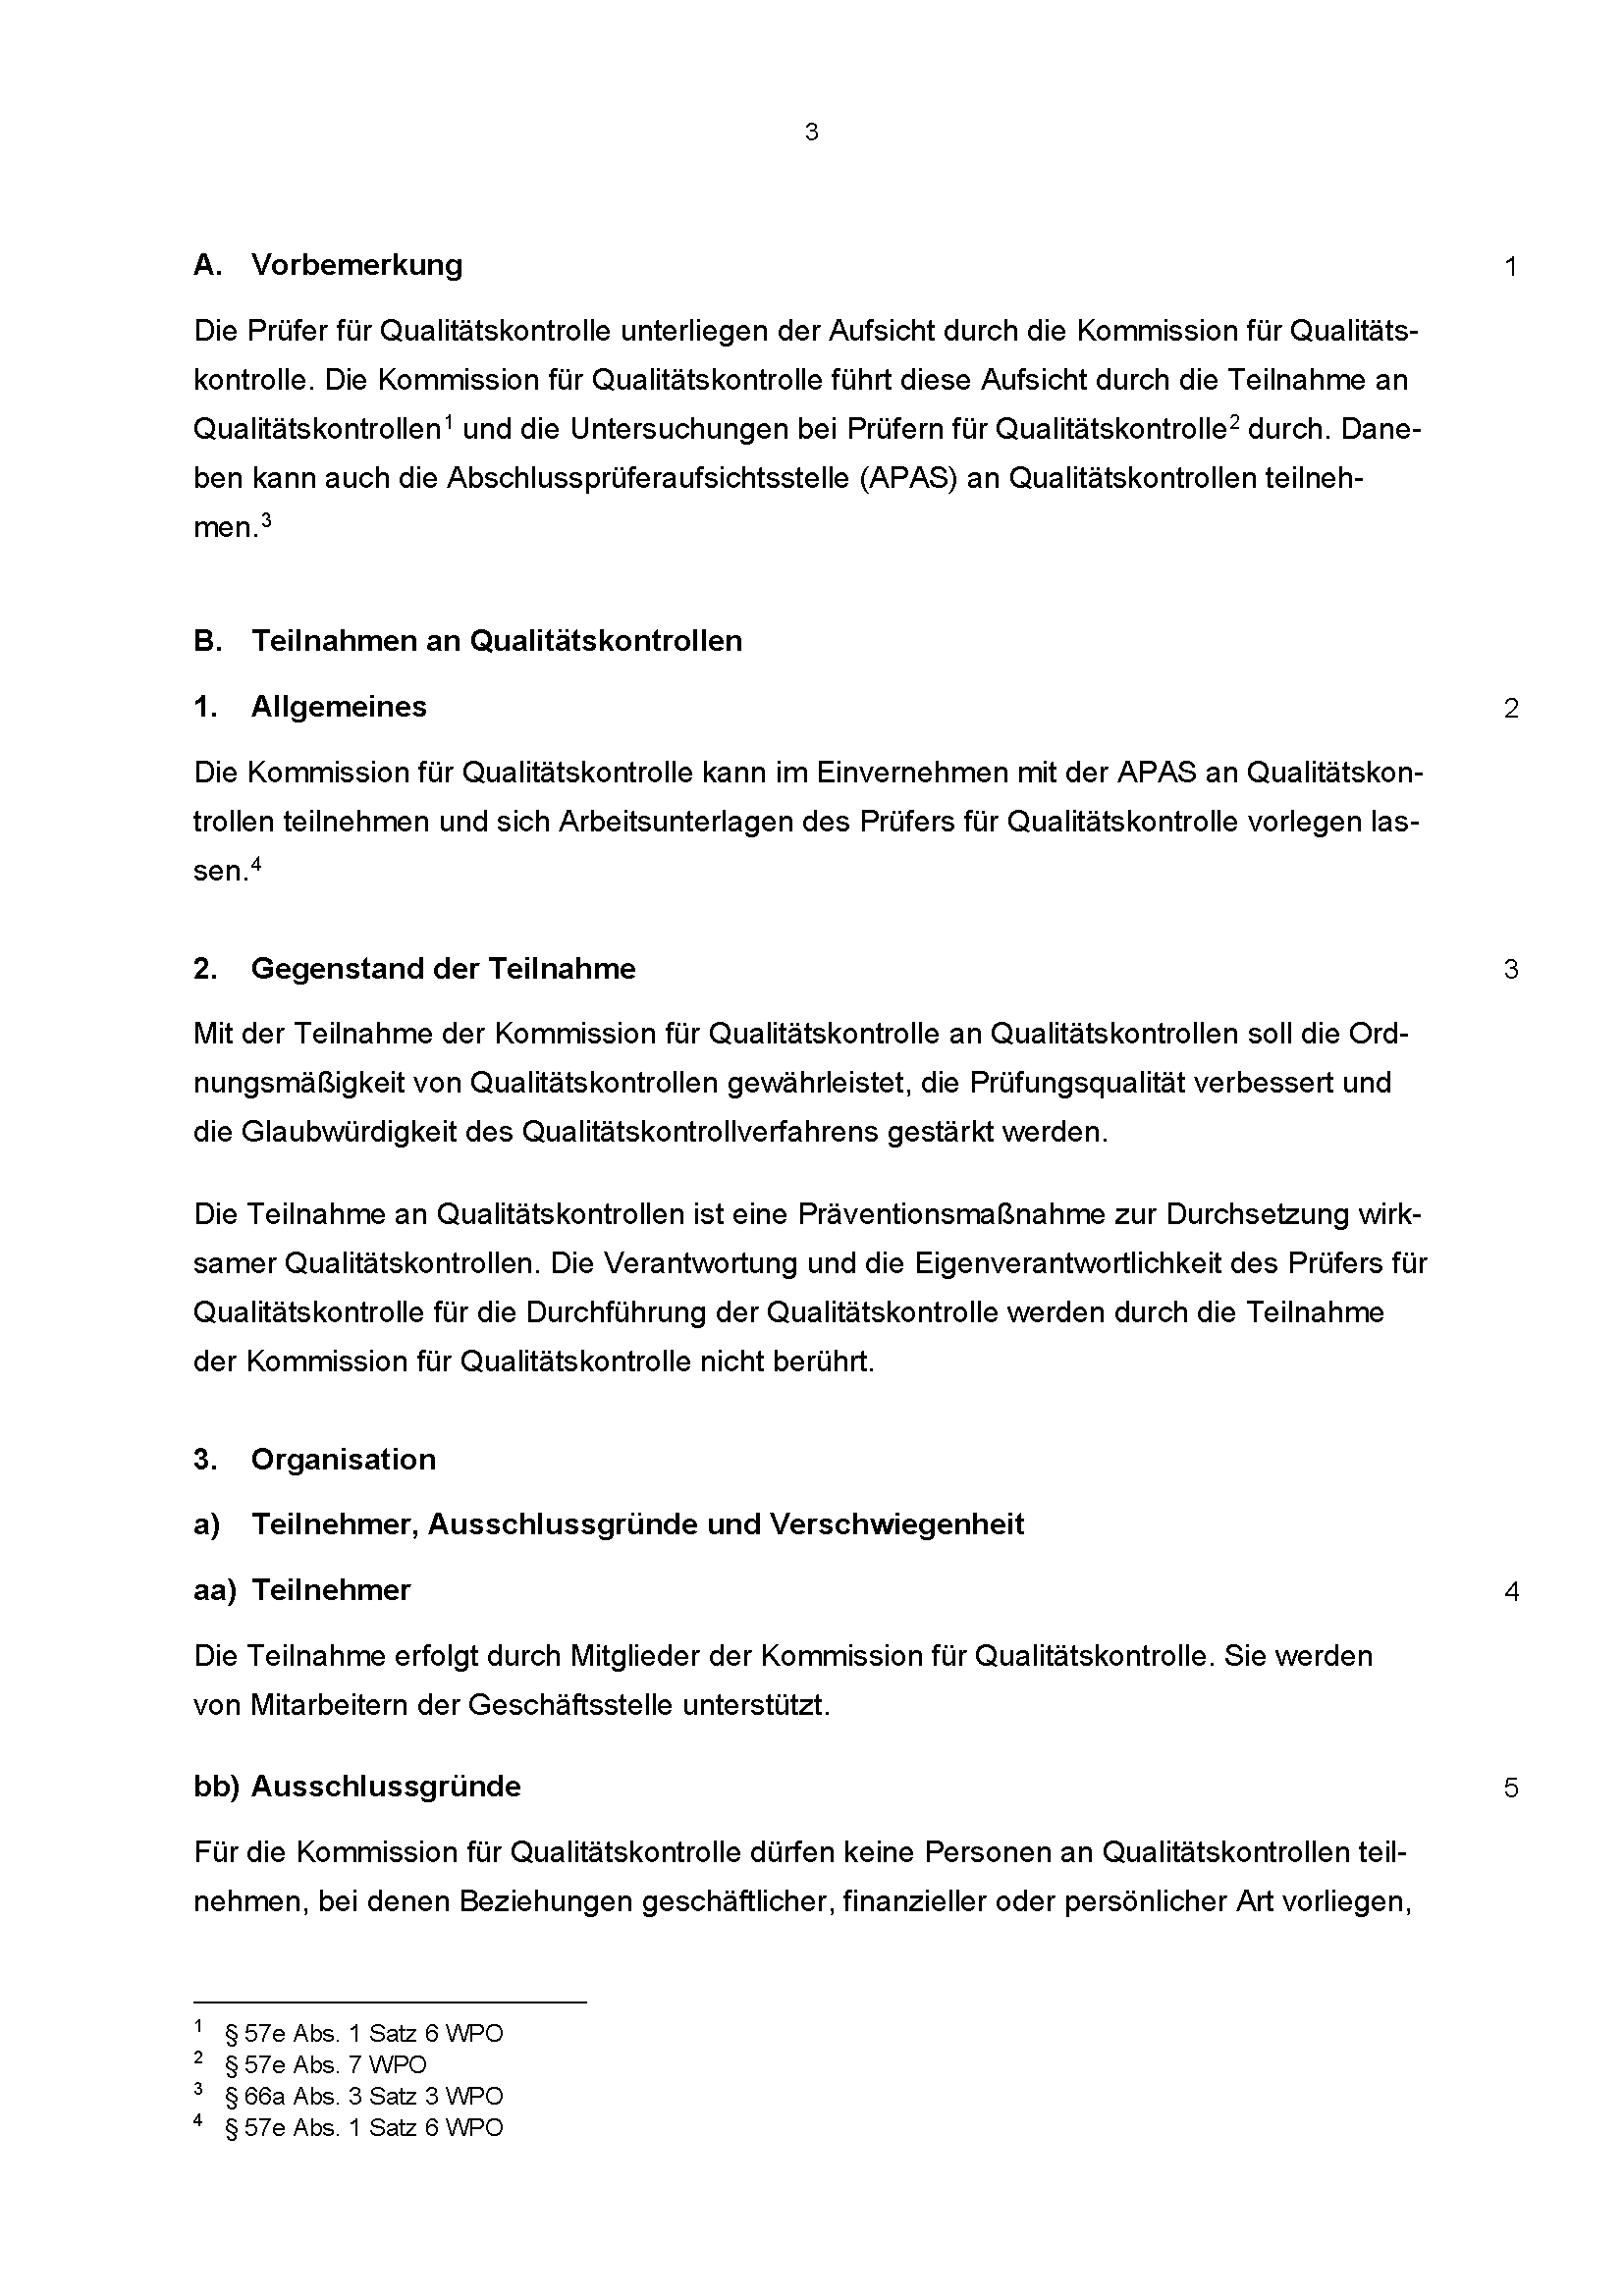 3
A. Vorbemerkung 1
Die Prüfer für Qualitätskontrolle unterliegen der Aufsicht durch die Kommission für Qualitäts-
kontrolle. Die Kommission für Qualitätskontrolle führt diese Aufsicht durch die Teilnahme an
Qualitätskontrollen¹ und die Untersuchungen bei Prüfern für Qualitätskontrolle² durch. Dane-
ben kann auch die Abschlussprüferaufsichtsstelle (APAS) an Qualitätskontrollen teilneh-
men.³
B. Teilnahmen an Qualitätskontrollen
1. Allgemeines 2
Die Kommission für Qualitätskontrolle kann im Einvernehmen mit der APAS an Qualitätskon-
trollen teilnehmen und sich Arbeitsunterlagen des Prüfers für Qualitätskontrolle vorlegen las-
sen.⁴
2. Gegenstand der Teilnahme 3
Mit der Teilnahme der Kommission für Qualitätskontrolle an Qualitätskontrollen soll die Ord-
nungsmäßigkeit von Qualitätskontrollen gewährleistet, die Prüfungsqualität verbessert und
die Glaubwürdigkeit des Qualitätskontrollverfahrens gestärkt werden.
Die Teilnahme an Qualitätskontrollen ist eine Präventionsmaßnahme zur Durchsetzung wirk-
samer Qualitätskontrollen. Die Verantwortung und die Eigenverantwortlichkeit des Prüfers für
Qualitätskontrolle für die Durchführung der Qualitätskontrolle werden durch die Teilnahme
der Kommission für Qualitätskontrolle nicht berührt.
3. Organisation
a) Teilnehmer, Ausschlussgründe und Verschwiegenheit
aa) Teilnehmer 4
Die Teilnahme erfolgt durch Mitglieder der Kommission für Qualitätskontrolle. Sie werden
von Mitarbeitern der Geschäftsstelle unterstützt.
bb) Ausschlussgründe 5
Für die Kommission für Qualitätskontrolle dürfen keine Personen an Qualitätskontrollen teil-
nehmen, bei denen Beziehungen geschäftlicher, finanzieller oder persönlicher Art vorliegen,
¹ § 57e Abs. 1 Satz 6 WPO
² § 57e Abs. 7 WPO
³ § 66a Abs. 3 Satz 3 WPO
⁴ § 57e Abs. 1 Satz 6 WPO